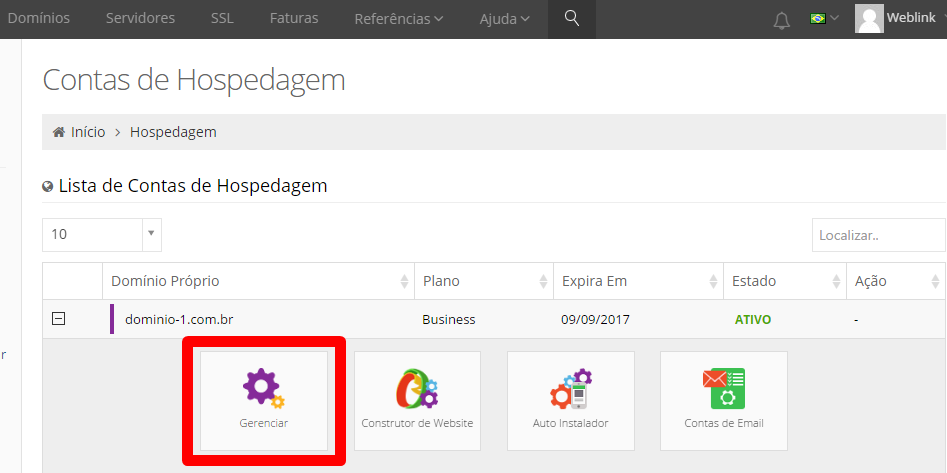 Domínios Servidores SSL Faturas Referências Ajuda Weblink
Contas de Hospedagem
Início > Hospedagem
Lista de Contas de Hospedagem
10 Localizar..
Domínio Próprio Plano Expira Em Estado Ação
dominio-1.com.br Business 09/09/2017 ATIVO -
r
Gerenciar Construtor de Website Auto Instalador Contas de Email